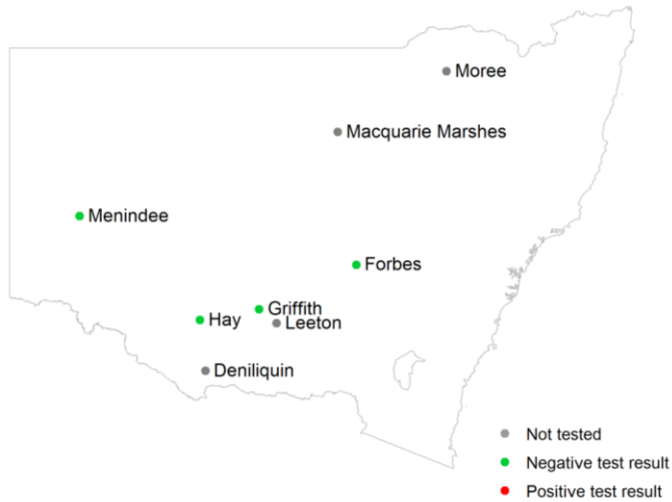 Moree
Macquarie Marshes
Menindee
Forbes
Griffith
Hay
Leeton
Deniliquin
Not tested
Negative test result
Positive test result